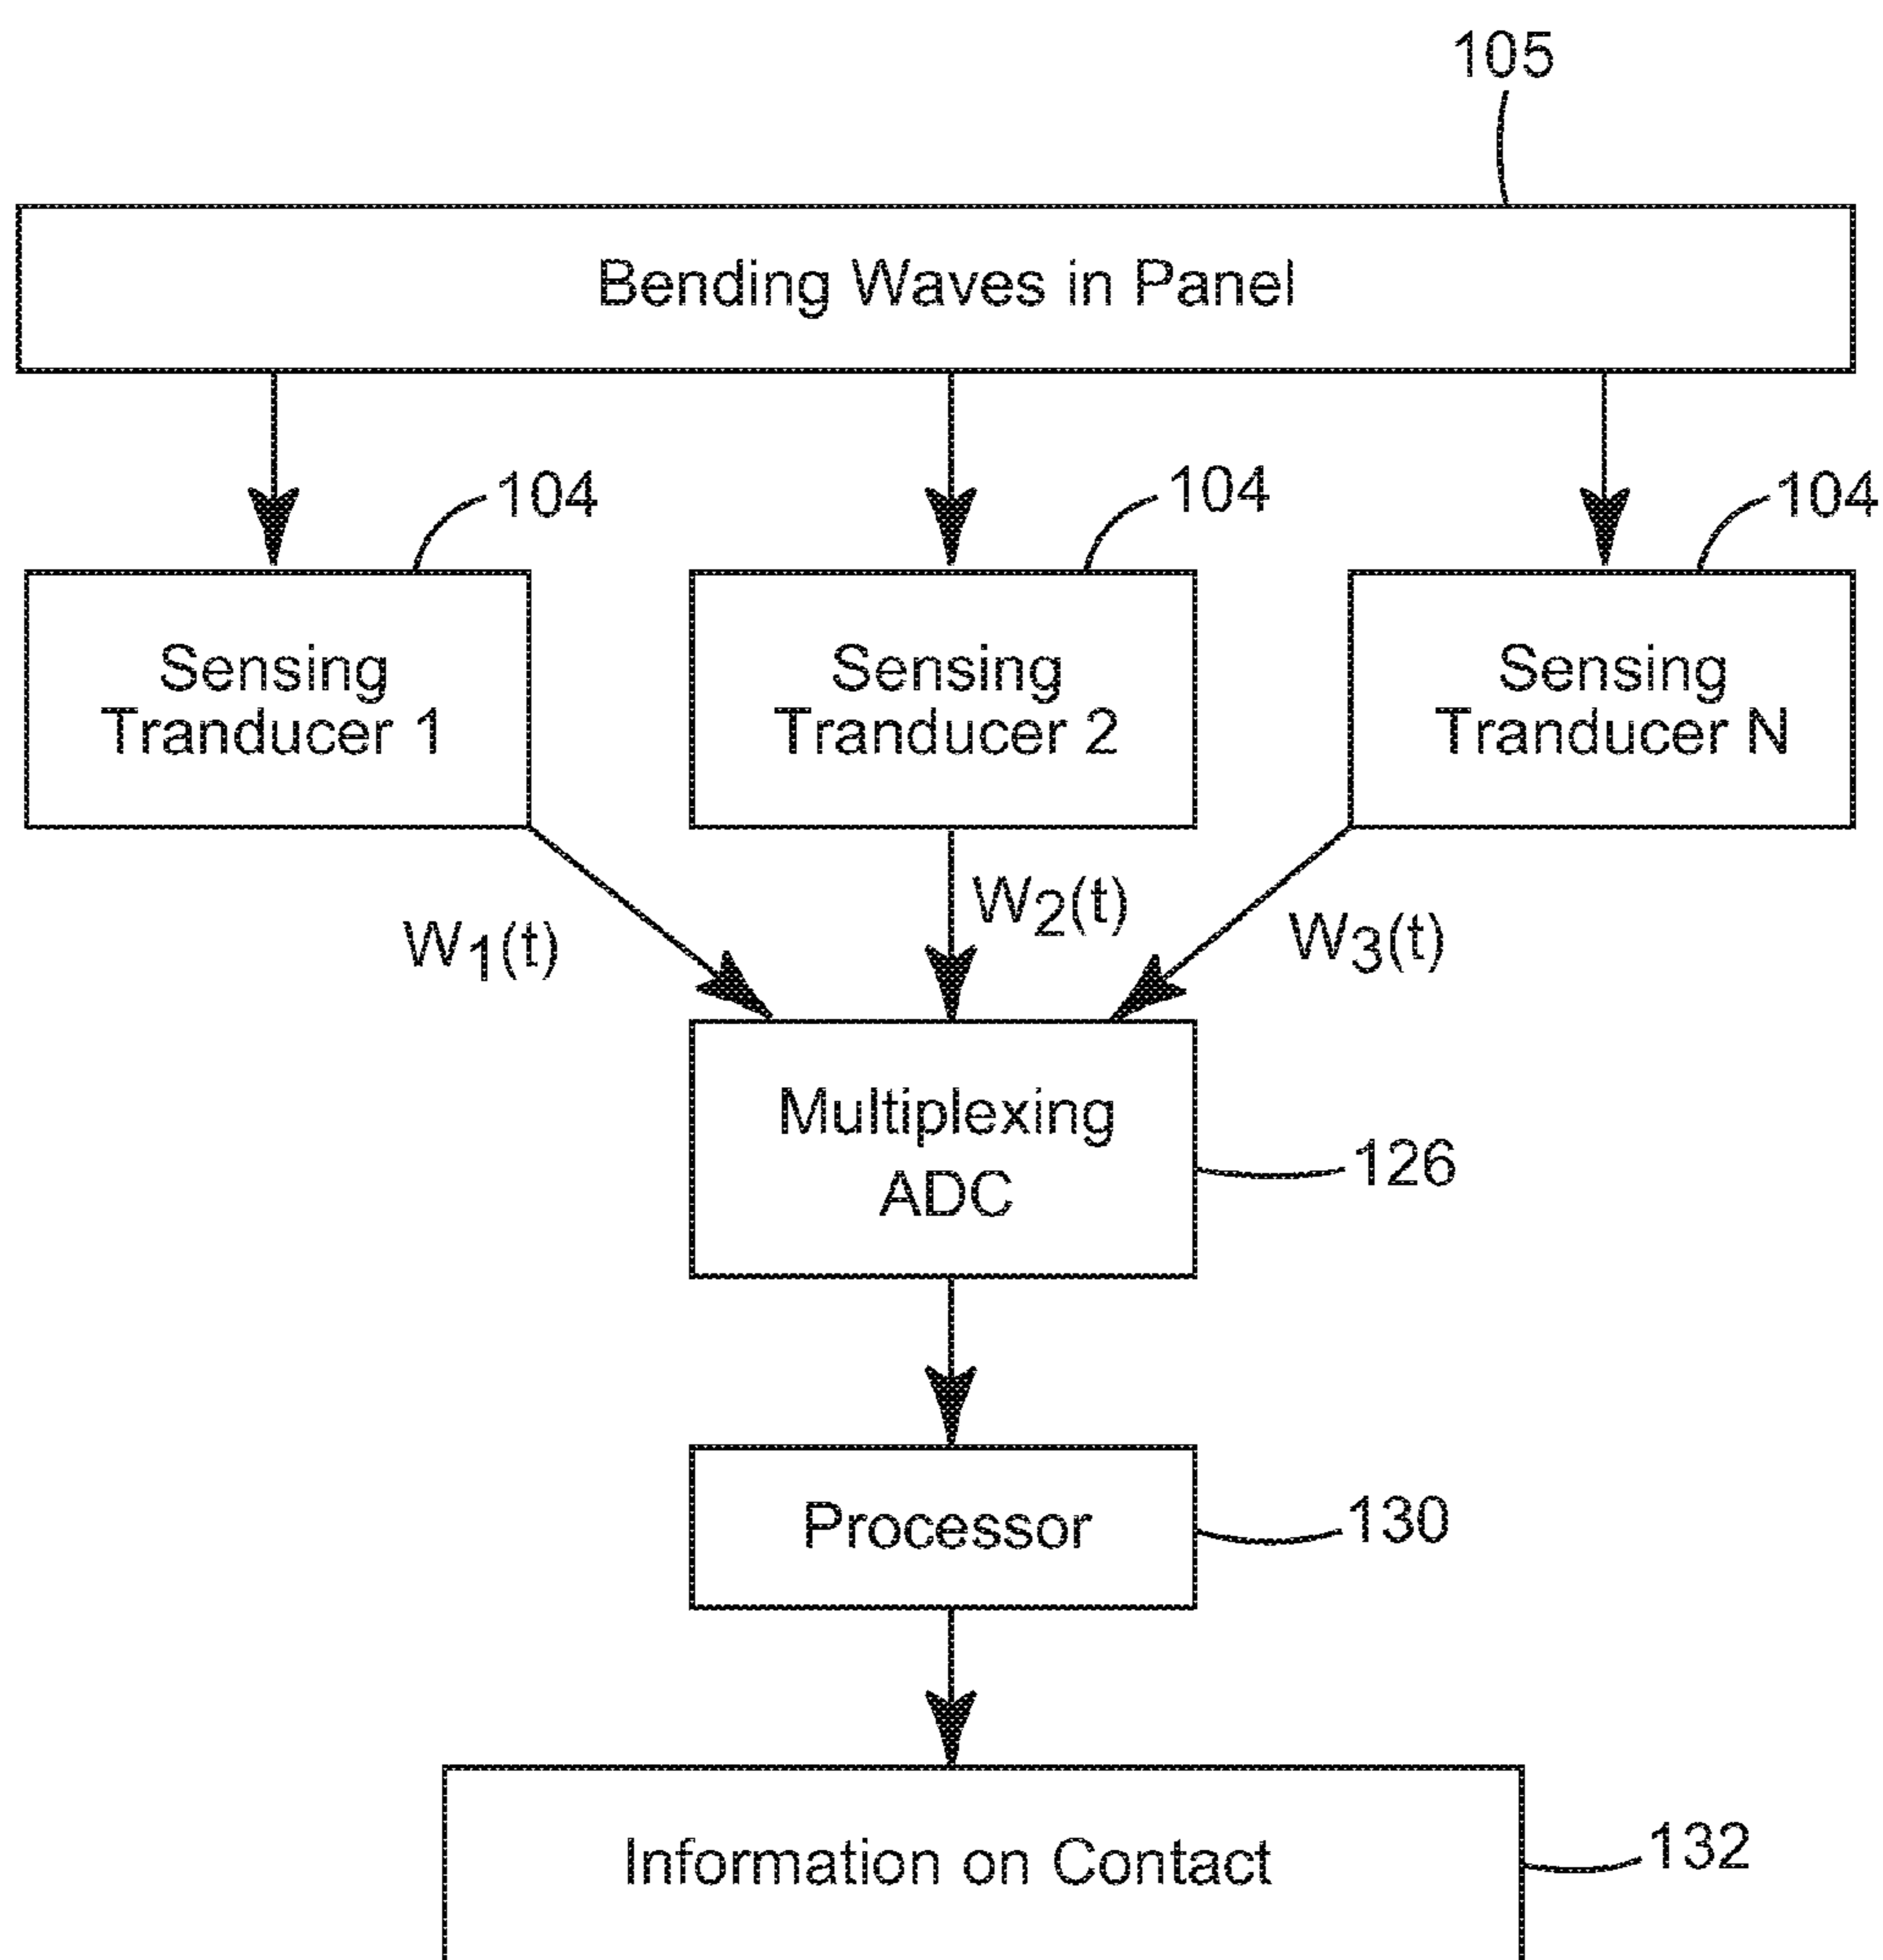 105
Bending Waves in Panel
104
104
104
Sensing
Tranducer 1
Sensing
Tranducer 2
Sensing
Tranducer N
W1(t)
W2(t)
W3(t)
Multiplexing
ADC
126
Processor
130
Information on Contact
132